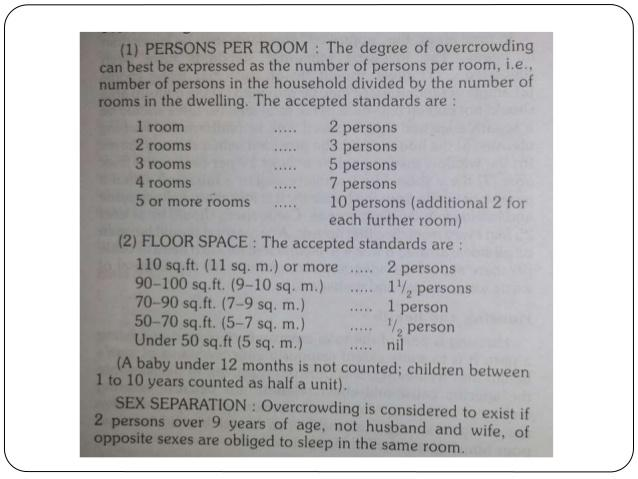 (1) PERSONS PER ROOM : The degree of overcrowding
can best be expressed as the number of persons per room, i.e.,
number of persons in the household divided by the number of
rooms in the dwelling. The accepted standards are :
1 room ..... 2 persons
2 rooms ..... 3 persons
3 rooms ..... 5 persons
4 rooms ..... 7 persons
5 or more rooms ..... 10 persons (additional 2 for
each further room)
(2) FLOOR SPACE : The accepted standards are :
110 sq.ft. (11 sq. m.) or more ..... 2 persons
90–100 sq.ft. (9–10 sq. m.) ..... 1 1/2 persons
70–90 sq.ft. (7–9 sq. m.) ..... 1 person
50–70 sq.ft. (5–7 sq. m.) ..... 1/2 person
Under 50 sq.ft (5 sq. m.) ..... nil
(A baby under 12 months is not counted; children between
1 to 10 years counted as half a unit).
SEX SEPARATION : Overcrowding is considered to exist if
2 persons over 9 years of age, not husband and wife, of
opposite sexes are obliged to sleep in the same room.